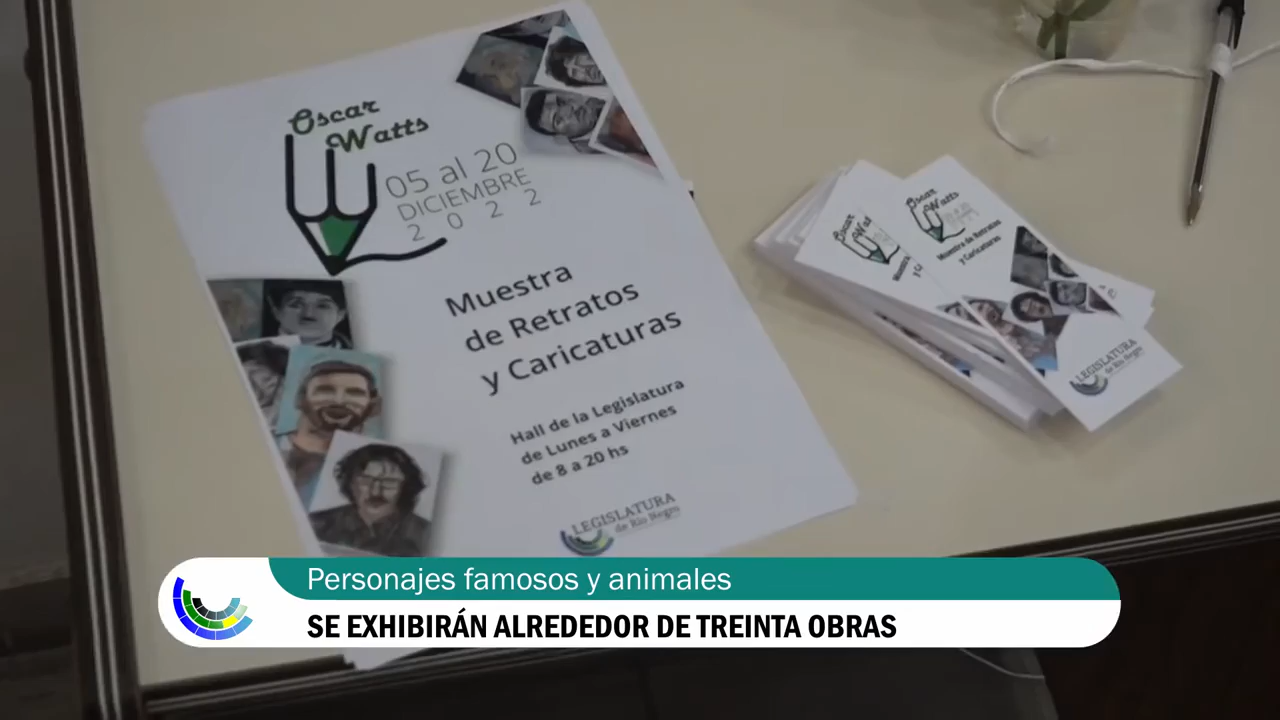 Oscar
Watts
05 al 20
DICIEMBRE
2022
Muestra
de Retratos
y Caricaturas
Hall de la Legislatura
de Lunes a Viernes
de 8 a 20 hs
LEGISLATURA
de Río Negro
Oscar
Oscar
Watts
Muestra de Retratos
y Caricaturas
LEGISLATURA
de Río Negro
Personajes famosos y animales
SE EXHIBIRÁN ALREDEDOR DE TREINTA OBRAS